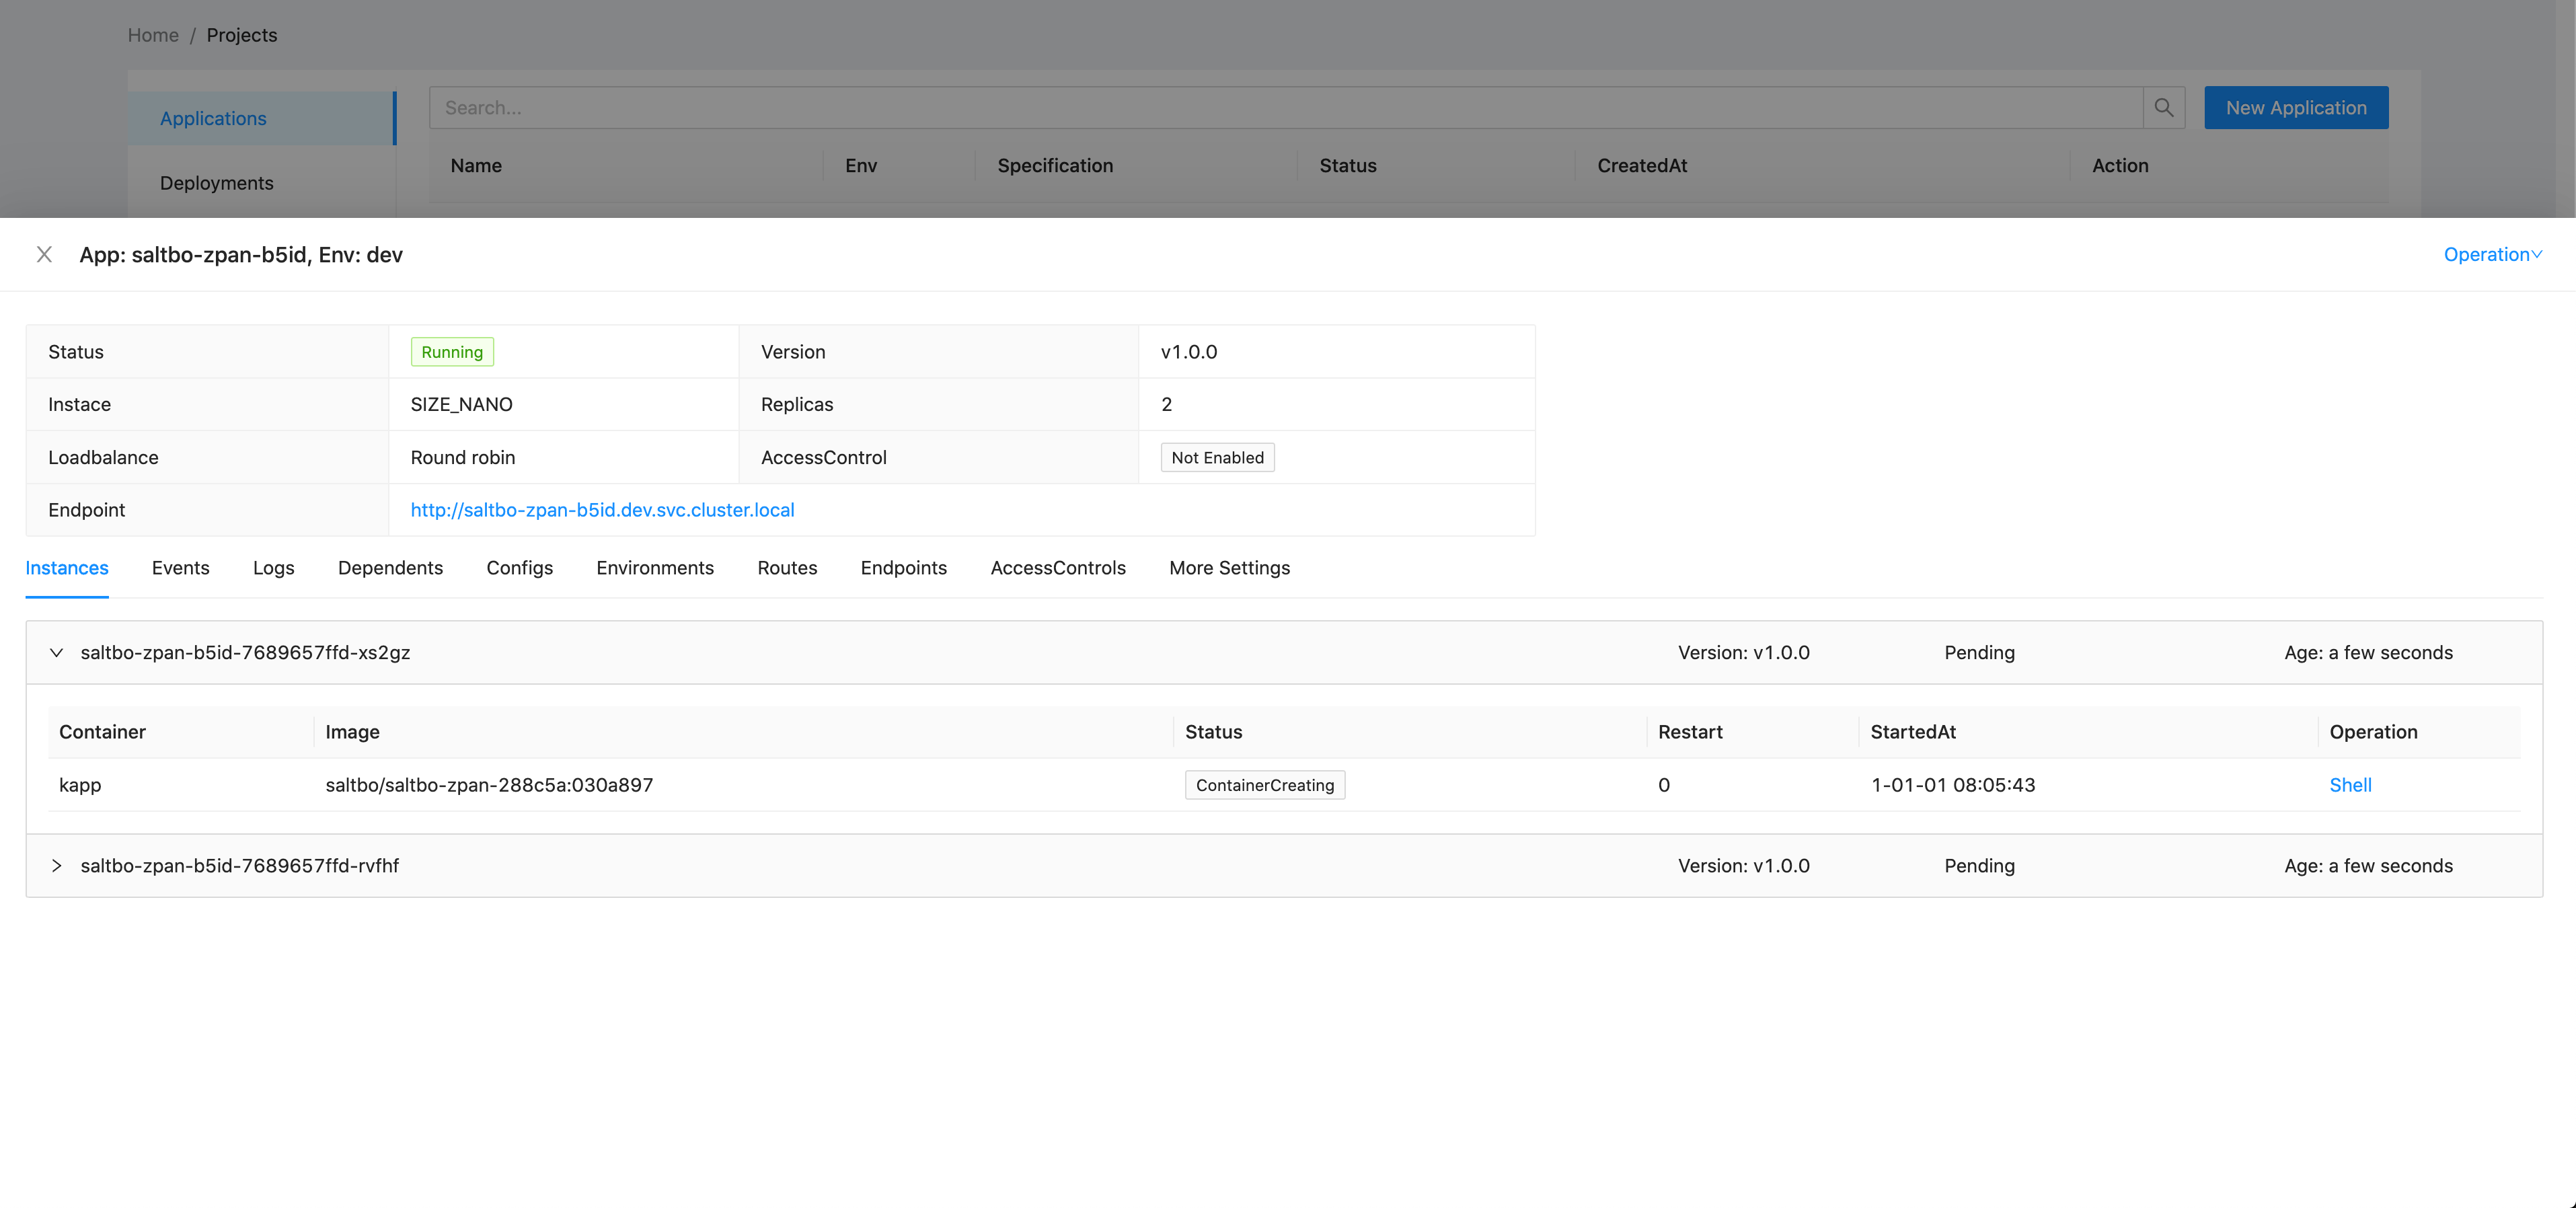 Home / Projects
Applications
Search...
New Application
Name Env Specification Status CreatedAt Action
Deployments
App: saltbo-zpan-b5id, Env: dev
Operation
Status Running Version v1.0.0
Instace SIZE_NANO Replicas 2
Loadbalance Round robin AccessControl Not Enabled
Endpoint http://saltbo-zpan-b5id.dev.svc.cluster.local
Instances Events Logs Dependents Configs Environments Routes Endpoints AccessControls More Settings
saltbo-zpan-b5id-7689657ffd-xs2gz Version: v1.0.0 Pending Age: a few seconds
Container Image Status Restart StartedAt Operation
kapp saltbo/saltbo-zpan-288c5a:030a897 ContainerCreating 0 1-01-01 08:05:43 Shell
saltbo-zpan-b5id-7689657ffd-rvfhf Version: v1.0.0 Pending Age: a few seconds